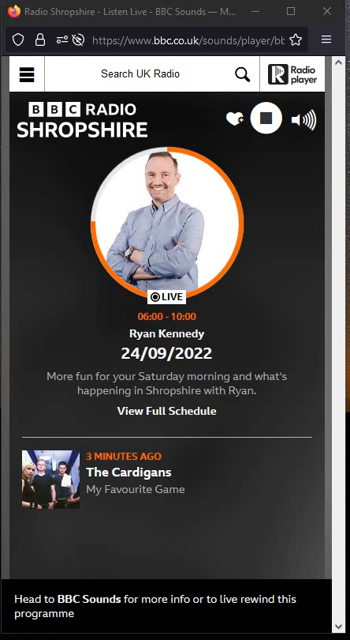 Radio Shropshire - Listen Live - BBC Sounds — M...
https://www.bbc.co.uk/sounds/player/bb
Search UK Radio
Radio
player
BBC RADIO
SHROPSHIRE
LIVE
06:00 - 10:00
Ryan Kennedy
24/09/2022
More fun for your Saturday morning and what's
happening in Shropshire with Ryan.
View Full Schedule
3 MINUTES AGO
The Cardigans
My Favourite Game
Head to BBC Sounds for more info or to live rewind this
programme